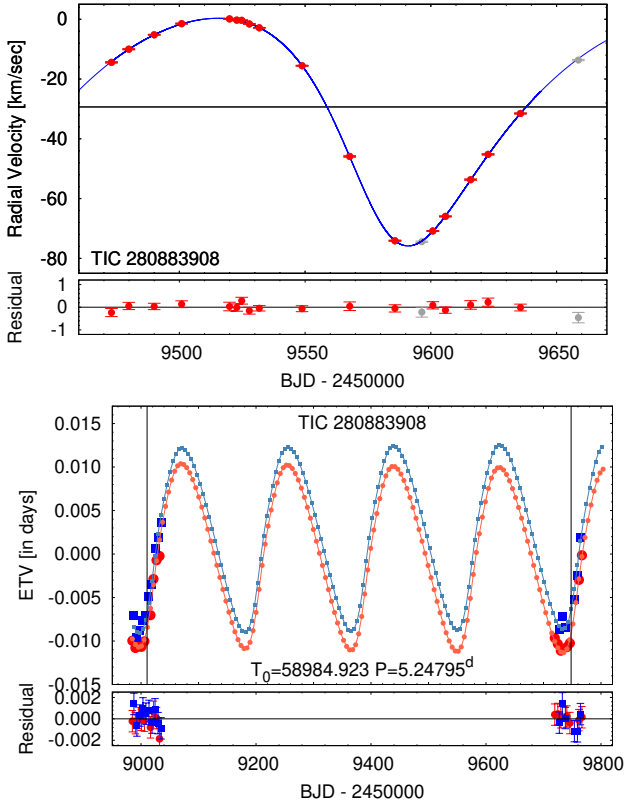 0
-20
-40
-60
-80
Radial Velocity [km/sec]
TIC 280883908
1
0
-1
Residual
9500 9550 9600 9650
BJD - 2450000
0.015
0.010
0.005
0.000
-0.005
-0.010
-0.015
ETV [in days]
TIC 280883908
T0=58984.923 P=5.24795d
0.002
0.000
-0.002
Residual
9000 9200 9400 9600 9800
BJD - 2450000